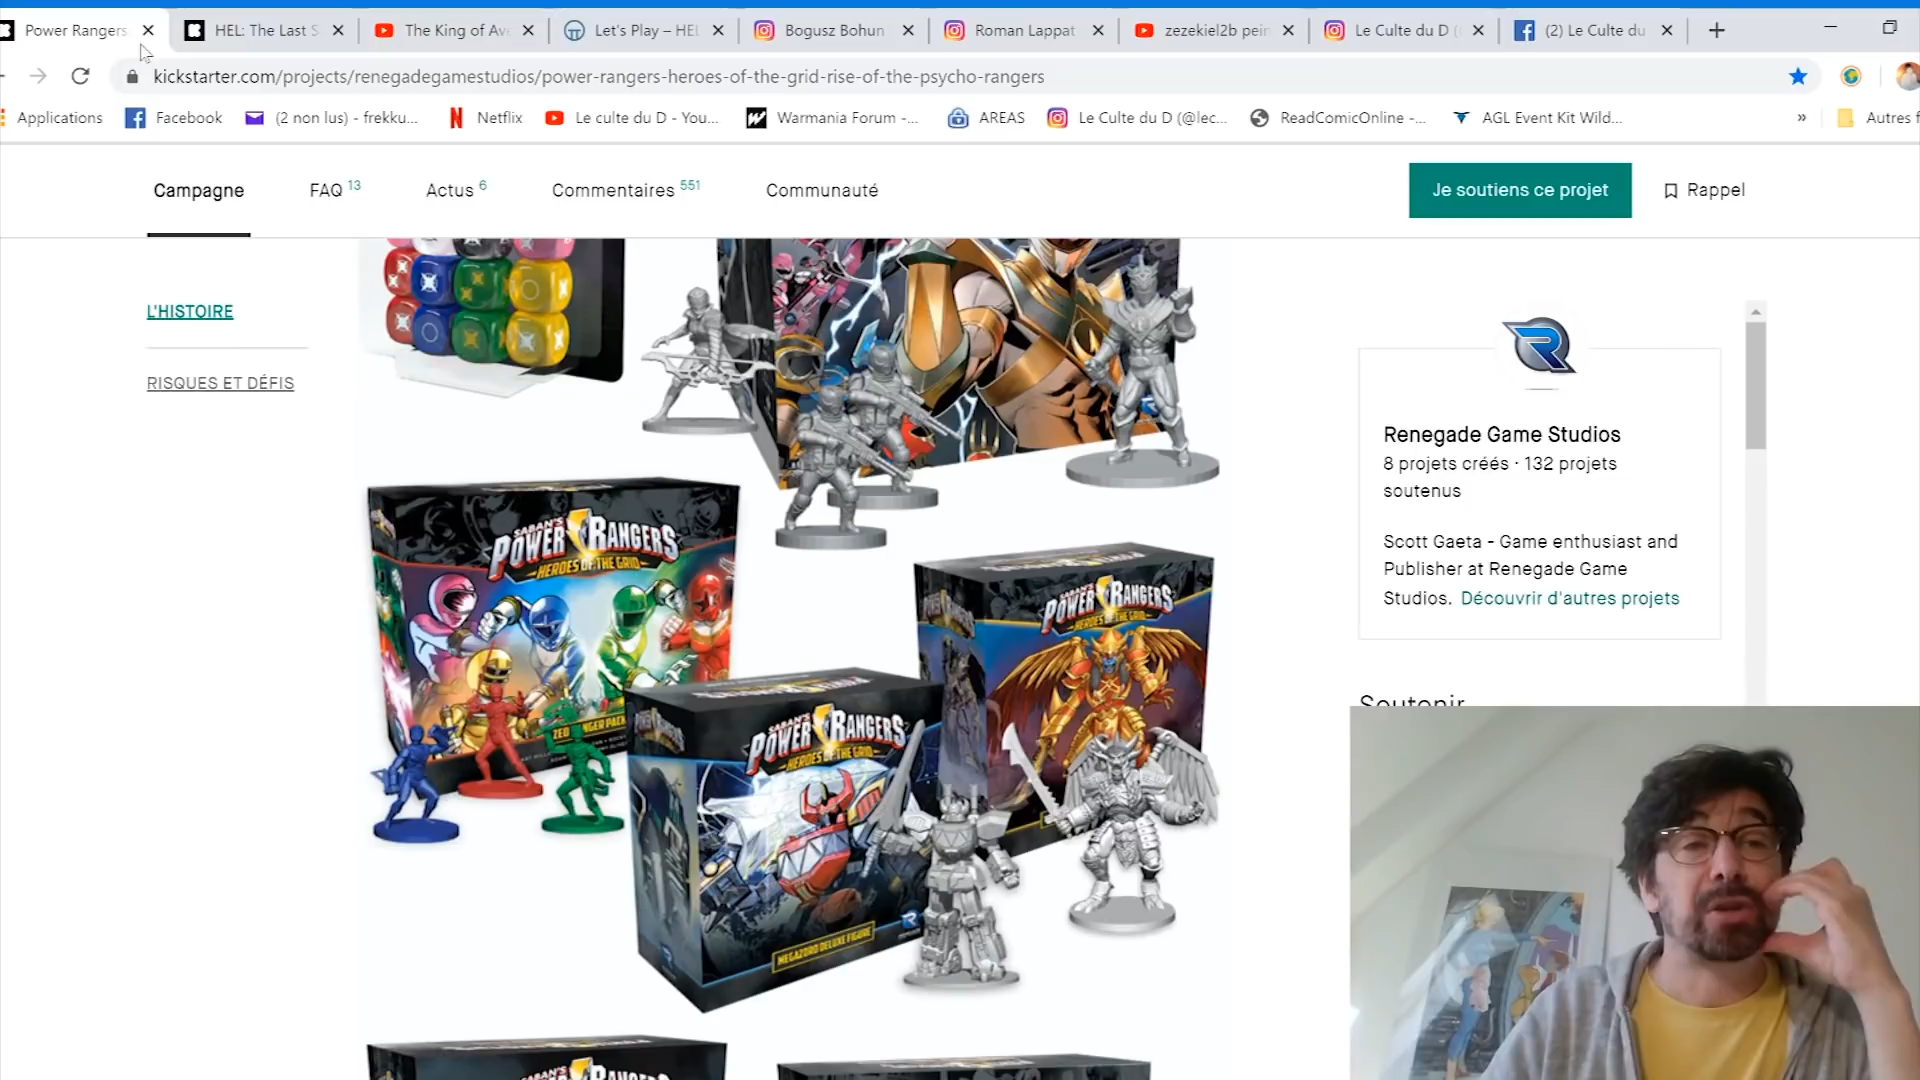 Power Rangers
HEL: The Last S
The King of Ave
Let's Play – HEL
Bogusz Bohun
Roman Lappat
zezekiel2b pein
Le Culte du D (
(2) Le Culte du
kickstarter.com/projects/renegadegamestudios/power-rangers-heroes-of-the-grid-rise-of-the-psycho-rangers
Applications
Facebook
(2 non lus) - frekku...
Netflix
Le culte du D - You...
Warmania Forum -...
AREAS
Le Culte du D (@lec...
ReadComicOnline -...
AGL Event Kit Wild...
»
Autres f
Campagne
FAQ 13
Actus 6
Commentaires 551
Communauté
Je soutiens ce projet
Rappel
L'HISTOIRE
RISQUES ET DÉFIS
Renegade Game Studios
8 projets créés · 132 projets
soutenus
Scott Gaeta - Game enthusiast and
Publisher at Renegade Game
Studios. Découvrir d'autres projets
Soutenir
SABAN'S
POWER RANGERS
HEROES OF THE GRID
SABAN'S
POWER RANGERS
HEROES OF THE GRID
SABAN'S
POWER RANGERS
HEROES OF THE GRID
MEGAZORD DELUXE FIGURE